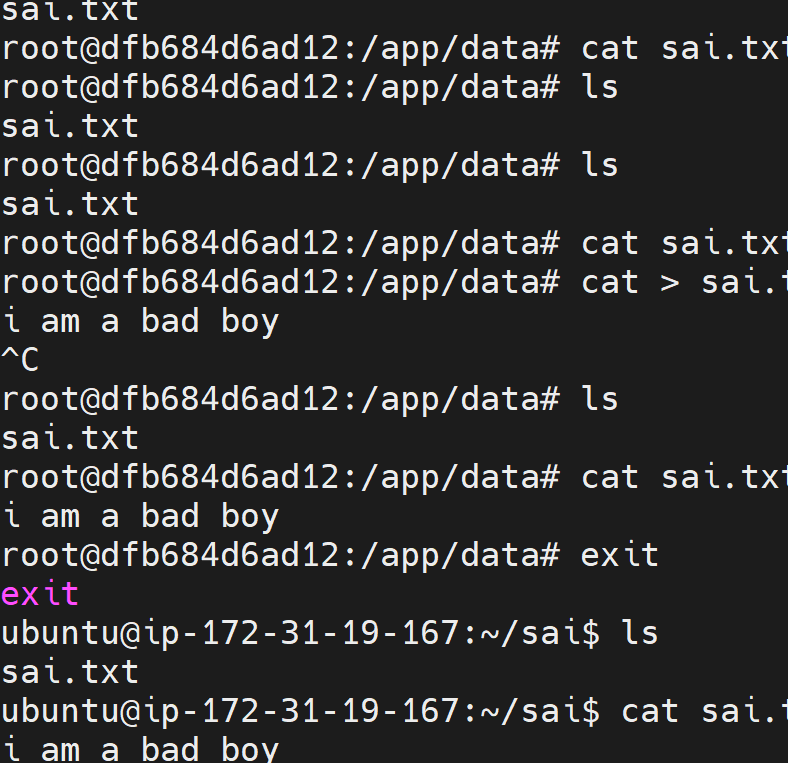 sai.txt
root@dfb684d6ad12:/app/data# cat sai.txt
root@dfb684d6ad12:/app/data# ls
sai.txt
root@dfb684d6ad12:/app/data# ls
sai.txt
root@dfb684d6ad12:/app/data# cat sai.txt
root@dfb684d6ad12:/app/data# cat > sai.t
i am a bad boy
^C
root@dfb684d6ad12:/app/data# ls
sai.txt
root@dfb684d6ad12:/app/data# cat sai.txt
i am a bad boy
root@dfb684d6ad12:/app/data# exit
exit
ubuntu@ip-172-31-19-167:~/sai$ ls
sai.txt
ubuntu@ip-172-31-19-167:~/sai$ cat sai.t
i am a bad boy